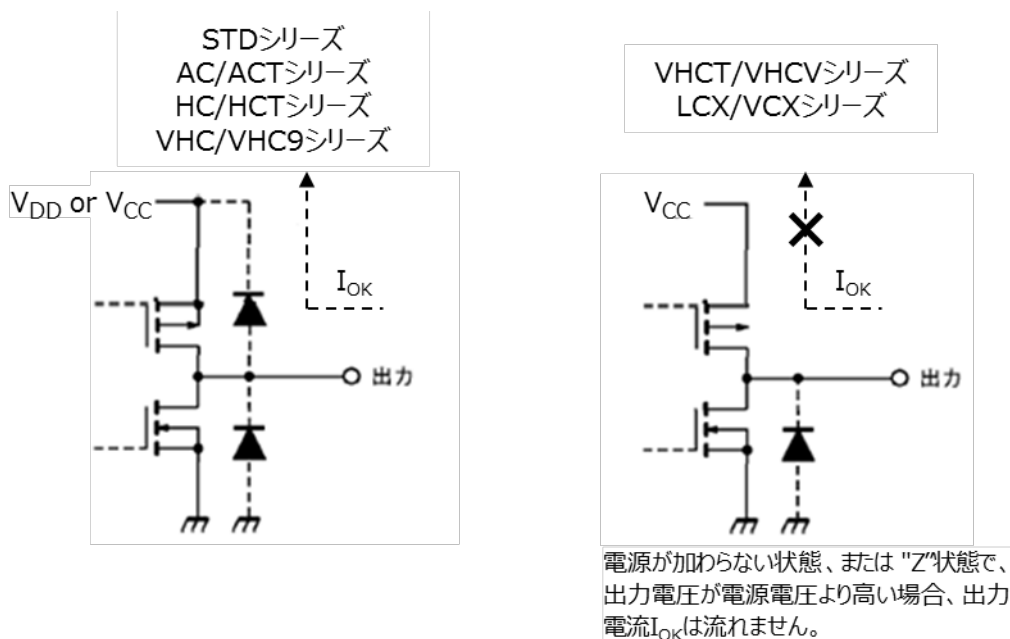 STDシリーズ
AC/ACTシリーズ
HC/HCTシリーズ
VHC/VHC9シリーズ
VDD or VCC
IOK
出力
VHCT/VHCVシリーズ
LCX/VCXシリーズ
VCC
IOK
出力
電源が加わらない状態、または "Z"状態で、
出力電圧が電源電圧より高い場合、出力
電流IOKは流れません。